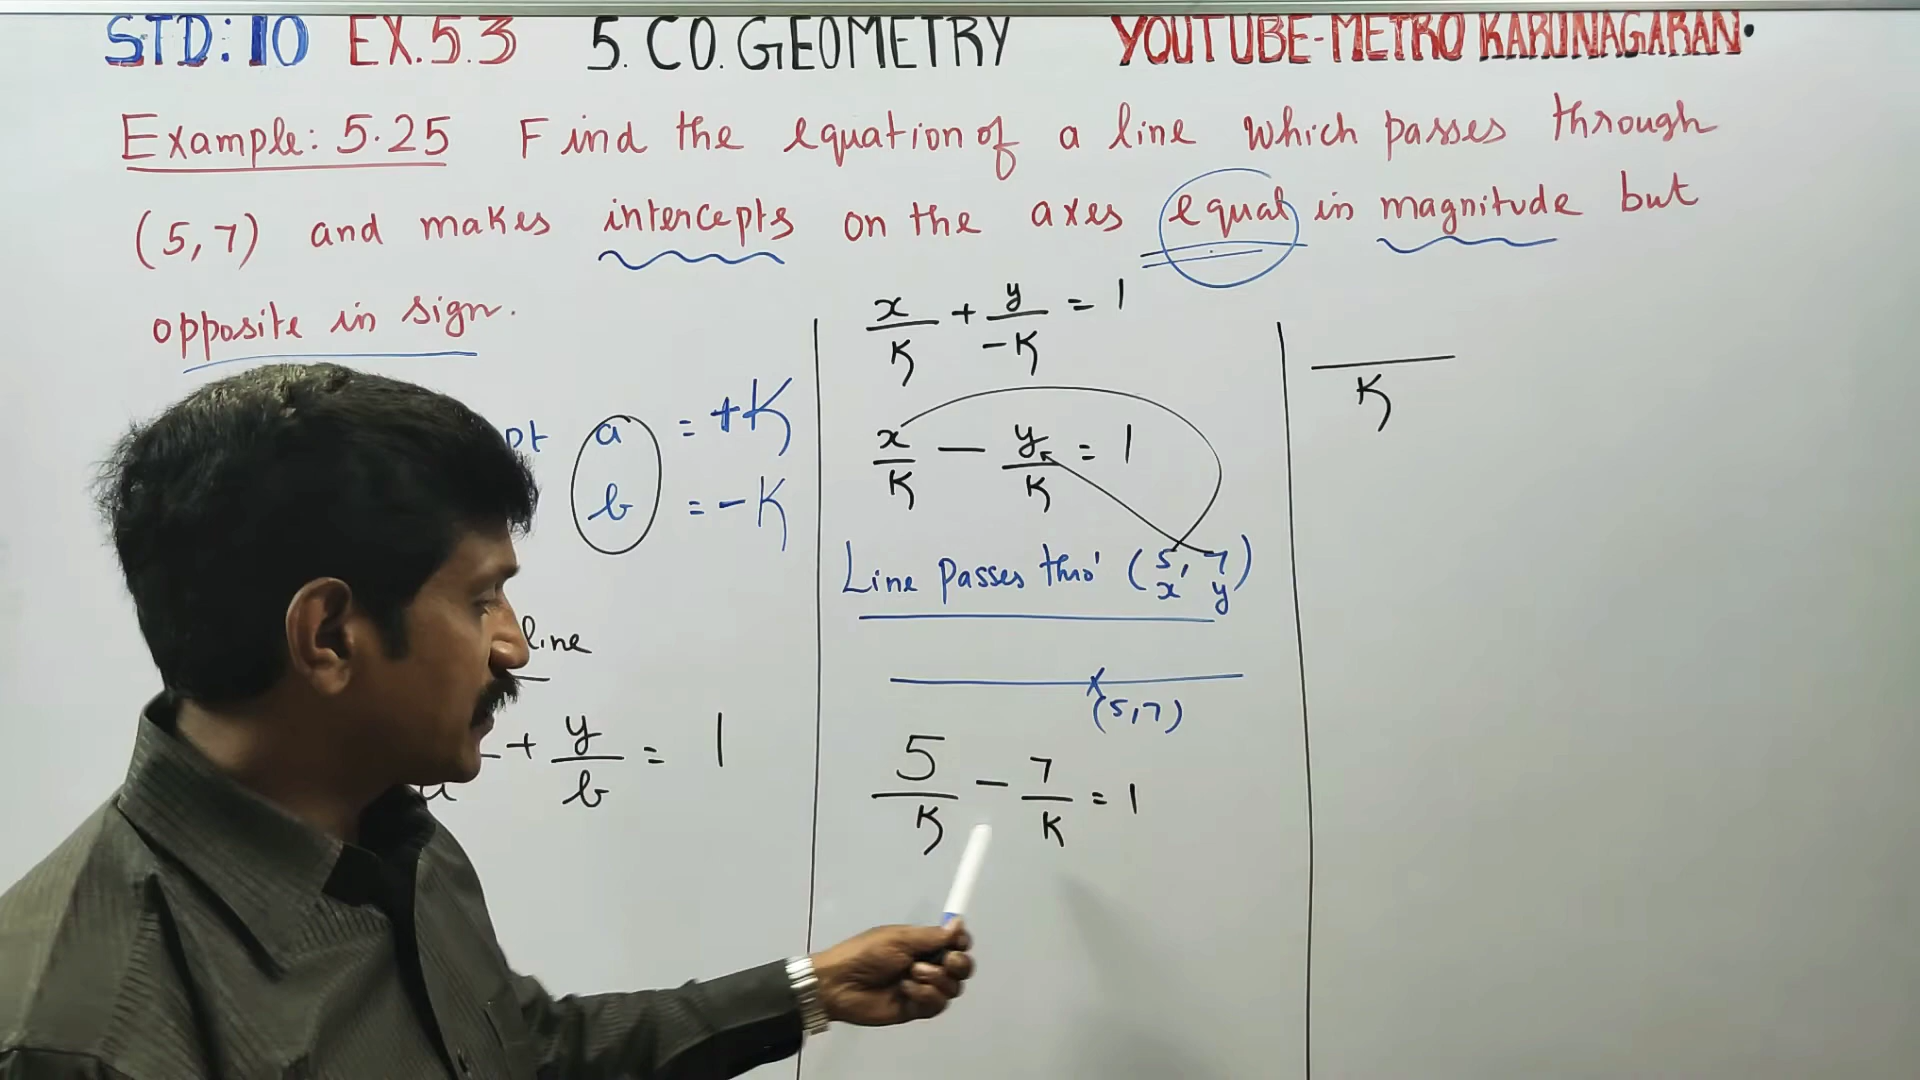 STD: 10 EX.5.3 5. CO. GEOMETRY YOUTUBE-METRO KARUNAGARAN.
Example: 5.25 Find the equation of a line which passes through
(5,7) and makes intercepts on the axes equal in magnitude but
opposite in sign.
a = +K
b = -K
line
+ y/b = 1
x/K + y/-K = 1
x/K - y/K = 1
Line passes thro' (5, 7)
x y
(5,7)
5/K - 7/K = 1
K